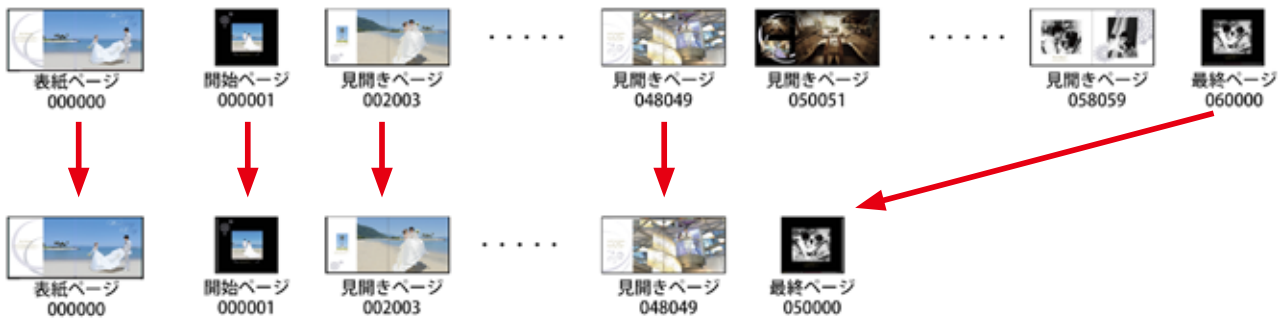 表紙ページ
000000
開始ページ
000001
見開きページ
002003
・・・・・
見開きページ
048049
見開きページ
050051
・・・・・
見開きページ
058059
最終ページ
060000
表紙ページ
000000
開始ページ
000001
見開きページ
002003
・・・・・
見開きページ
048049
最終ページ
050000